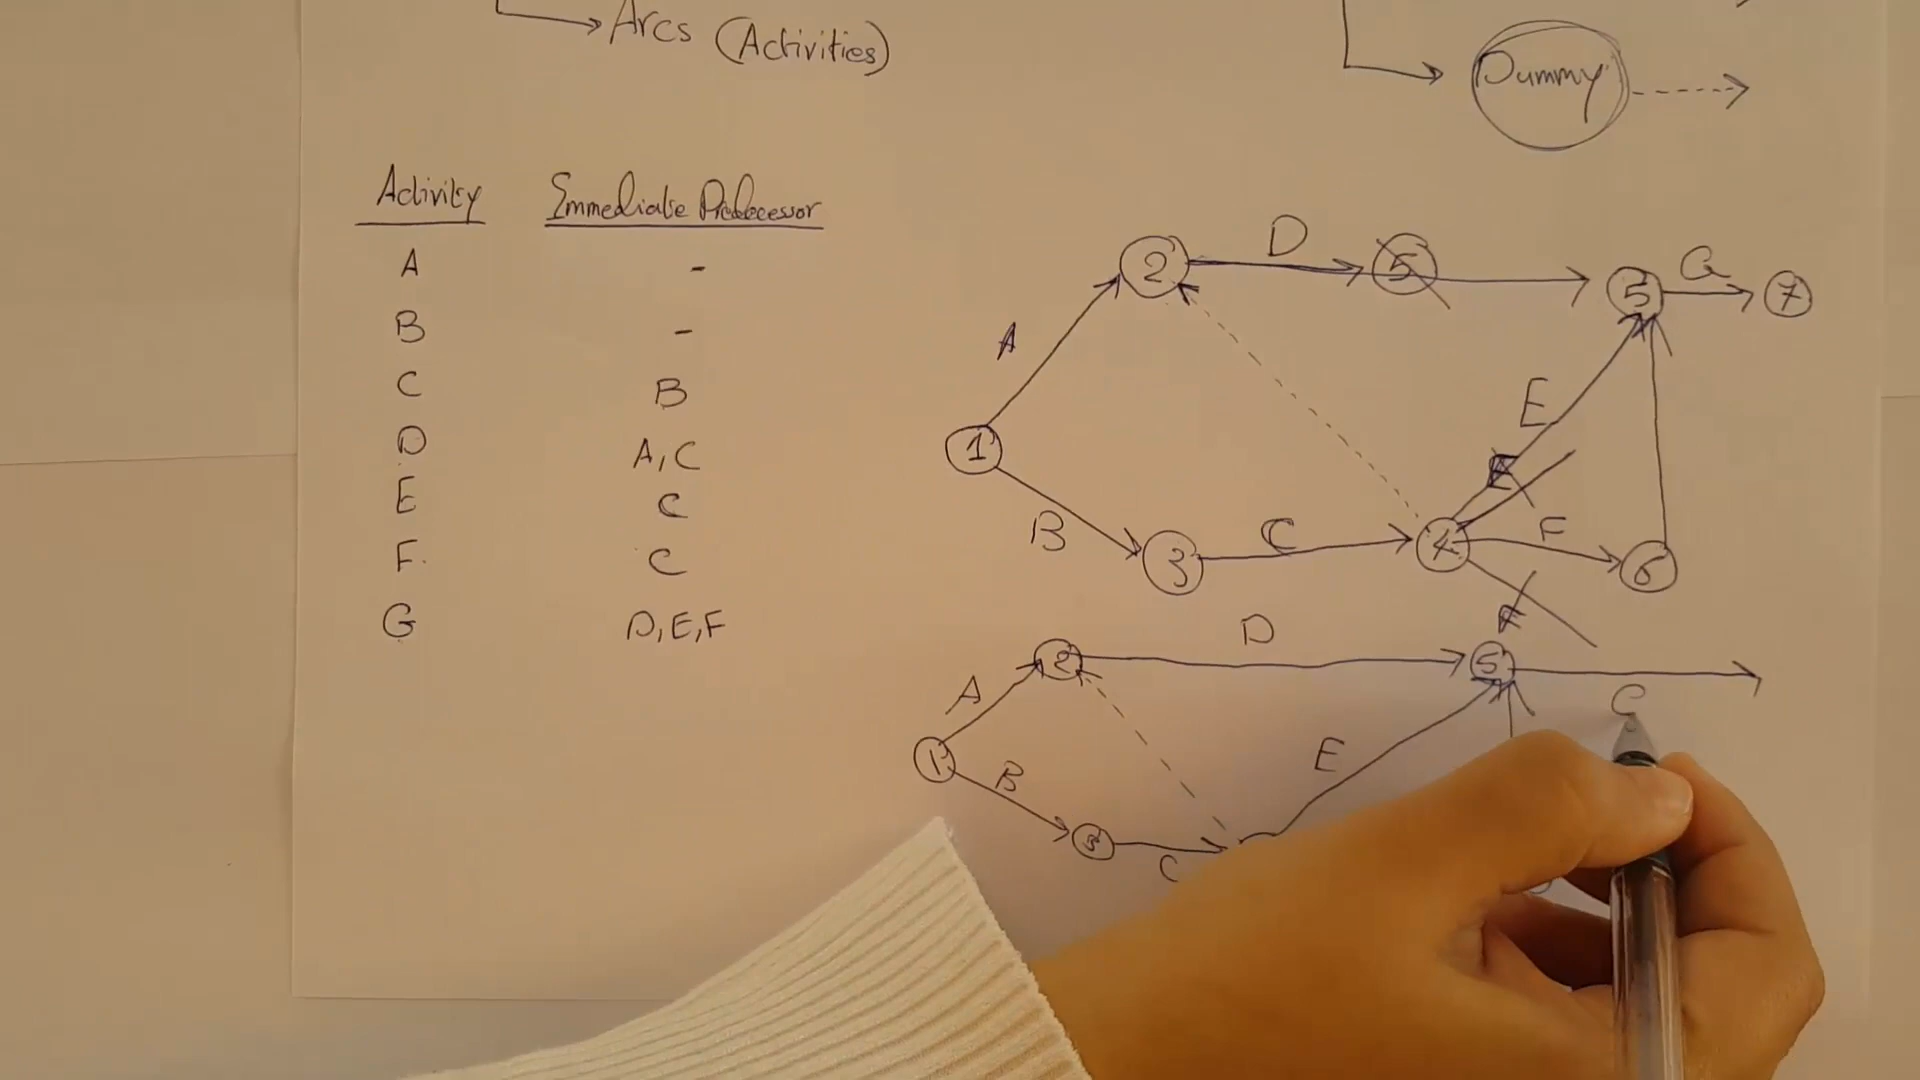 Arcs (Activities)
Dummy
Activity Immediate Predecessor
A -
B -
C B
D A, C
E C
F C
G D, E, F
D
2 5 5 G 7
A
E
1
E
B C 4 F
3 6
F
D
2 5
A
G
1 B E
3
C